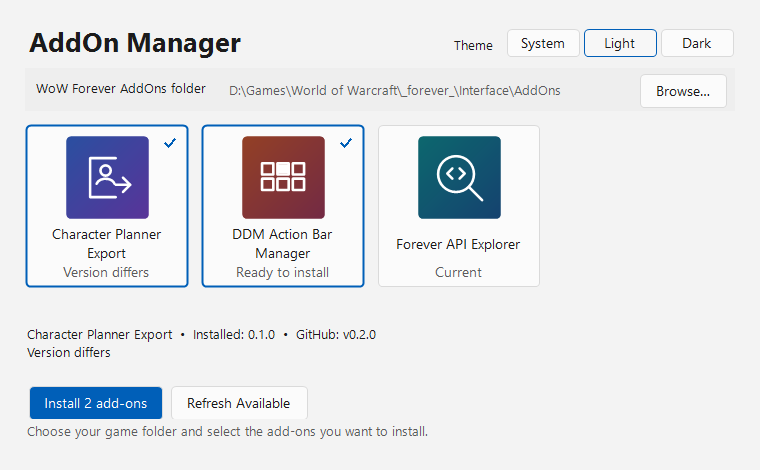 AddOn Manager
Theme
System
Light
Dark
WoW Forever AddOns folder
D:\Games\World of Warcraft\_forever_\Interface\AddOns
Browse...
Character Planner
Export
Version differs
DDM Action Bar
Manager
Ready to install
Forever API Explorer
Current
Character Planner Export • Installed: 0.1.0 • GitHub: v0.2.0
Version differs
Install 2 add-ons
Refresh Available
Choose your game folder and select the add-ons you want to install.